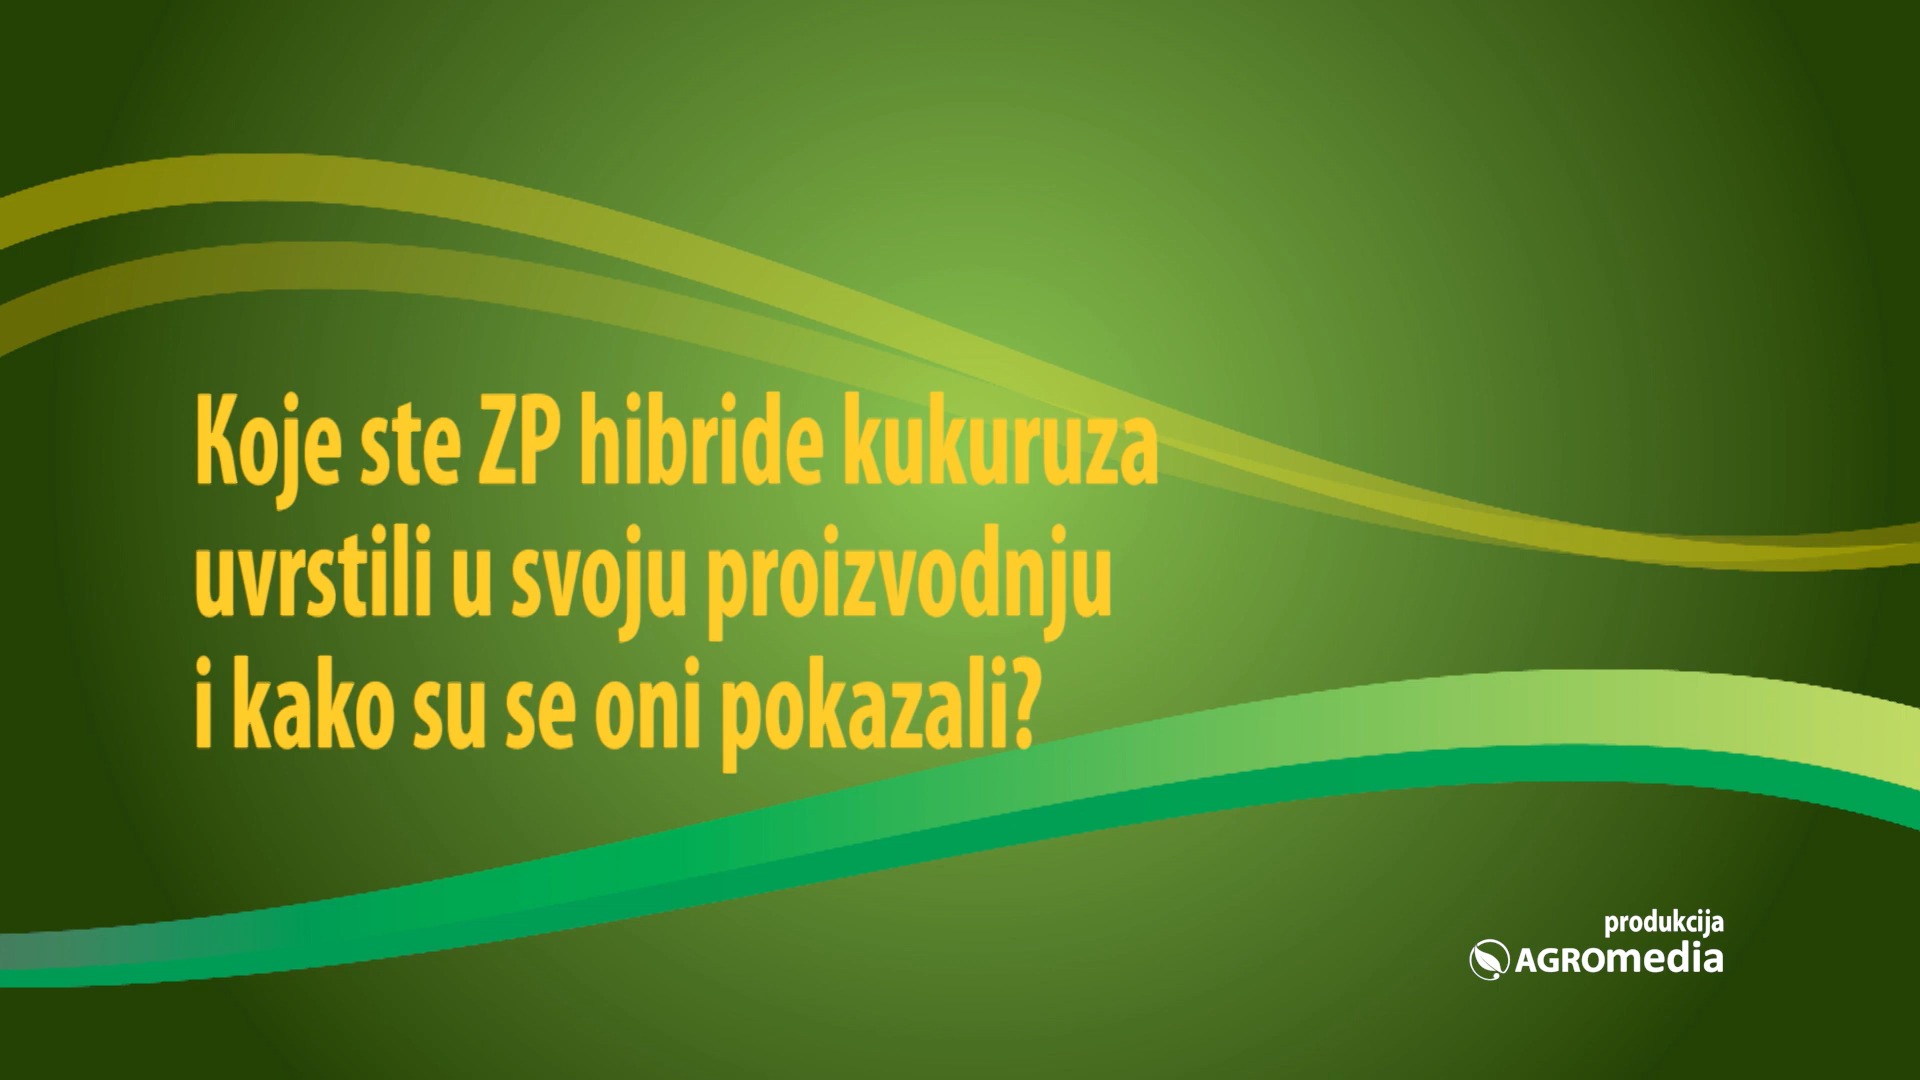 Koje ste ZP hibride kukuruza
uvrstili u svoju proizvodnju
i kako su se oni pokazali?
produkcija
AGROmedia